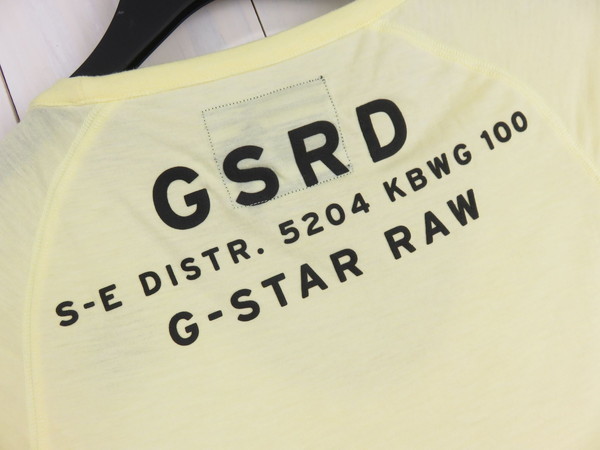 GSRD
S-E DISTR. 5204 KBWG 100
G-STAR RAW